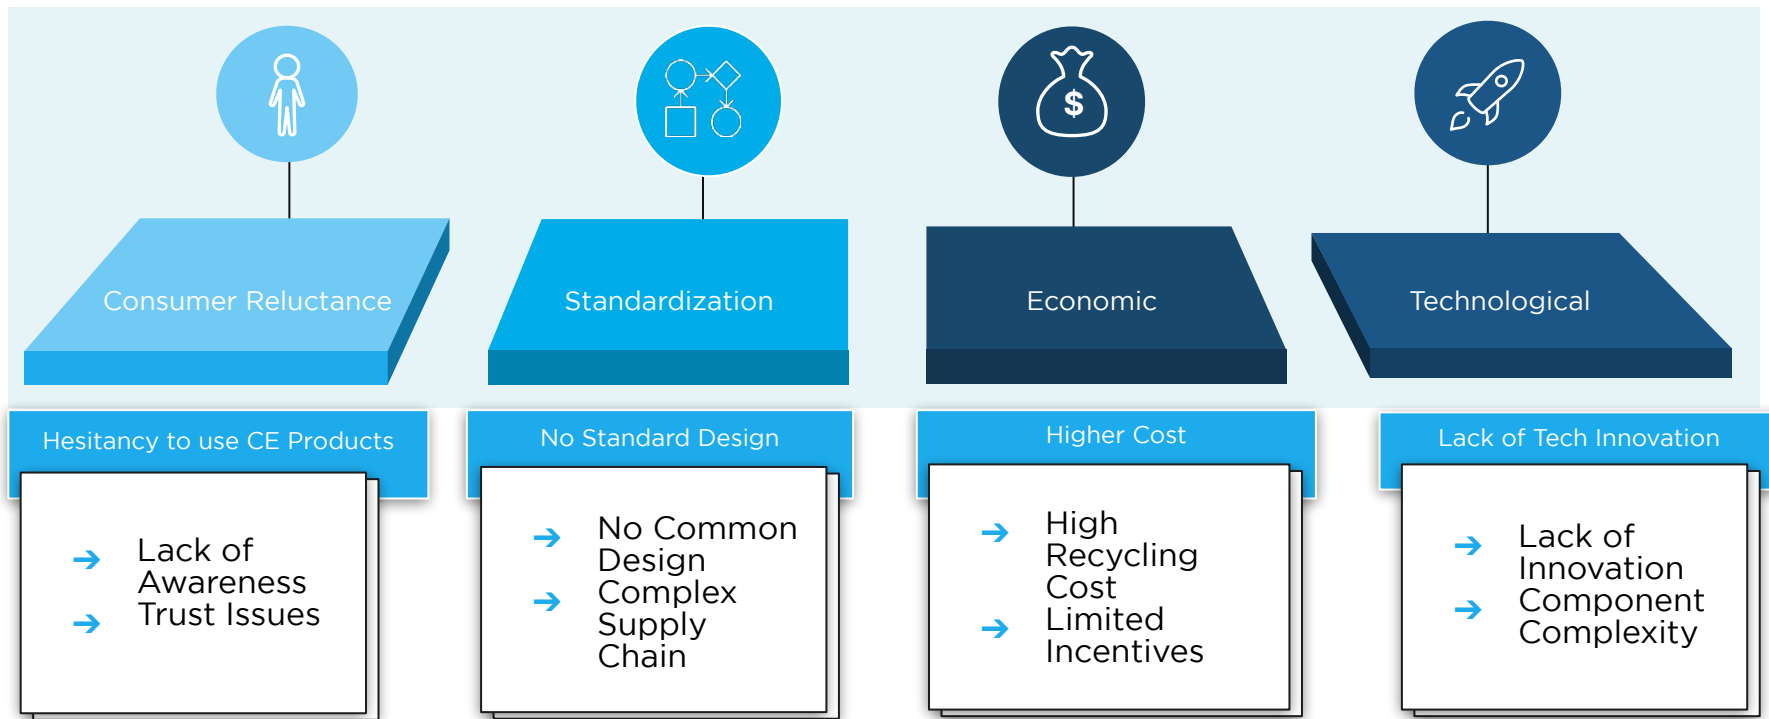 $
Consumer Reluctance
Standardization
Economic
Technological
Hesitancy to use CE Products
No Standard Design
Higher Cost
Lack of Tech Innovation
➔ Lack of
Awareness
➔ Trust Issues
➔ No Common
Design
➔ Complex
Supply
Chain
➔ High
Recycling
Cost
➔ Limited
Incentives
➔ Lack of
Innovation
➔ Component
Complexity